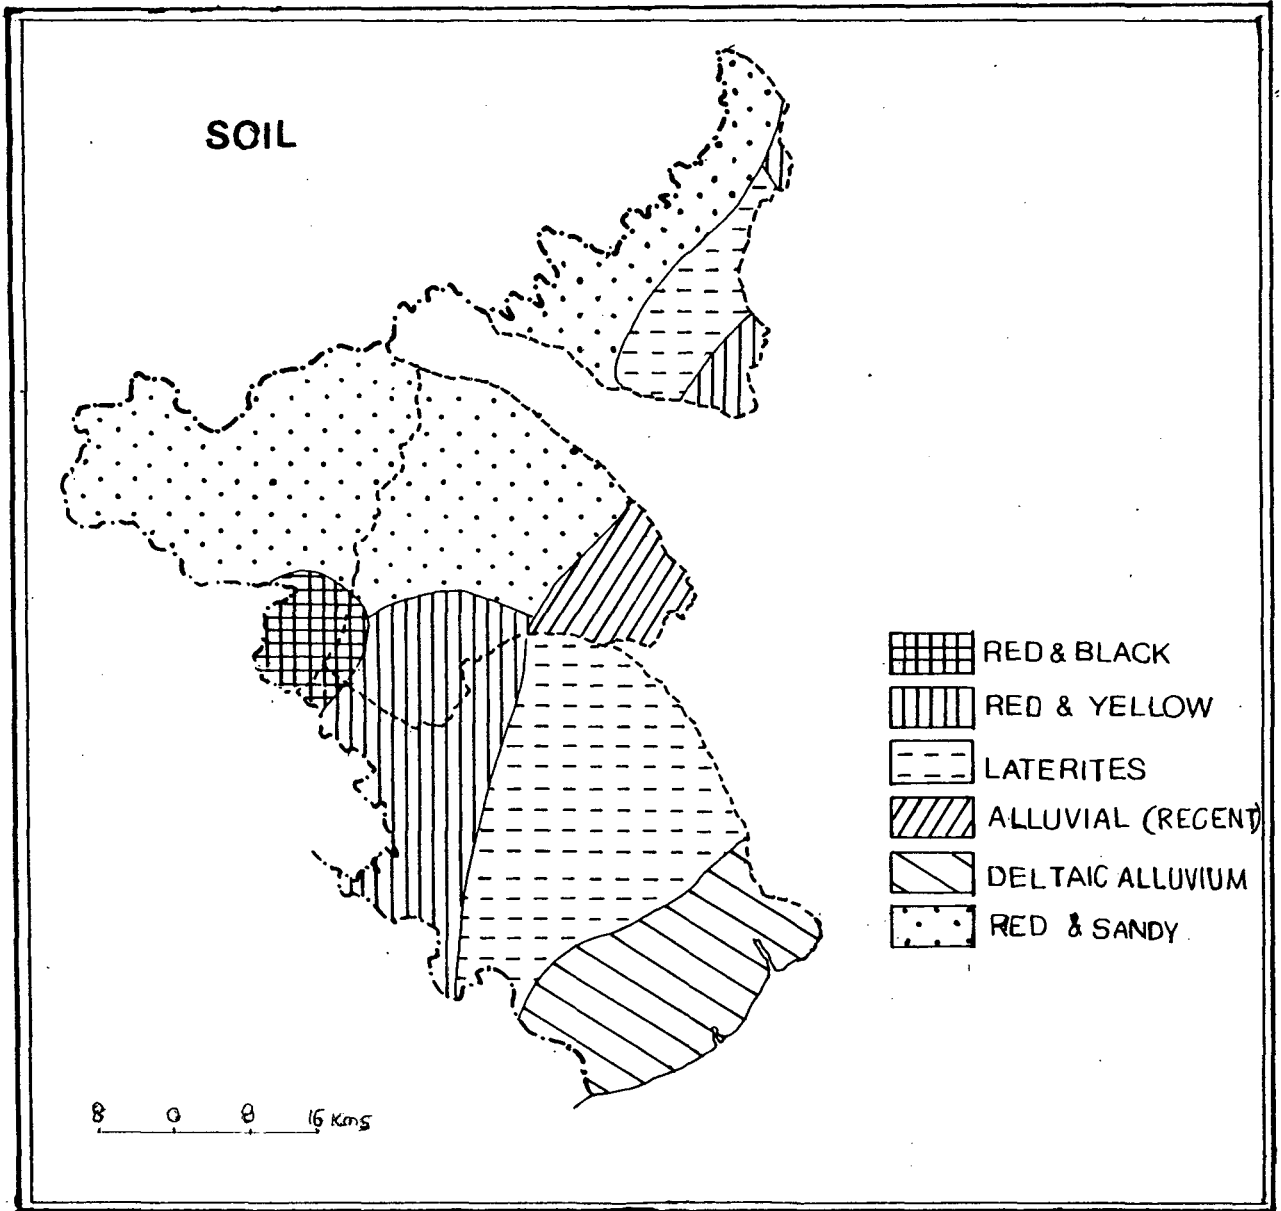 SOIL
RED & BLACK
RED & YELLOW
LATERITES
ALLUVIAL (RECENT)
DELTAIC ALLUVIUM
RED & SANDY
8 0 8 16 Kms